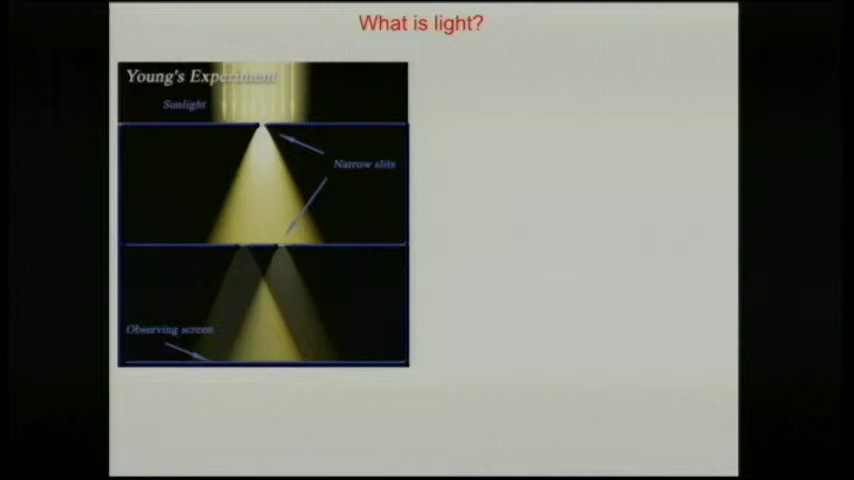 What is light?
Young's Experiment
Sunlight
Narrow slits
Observing screen